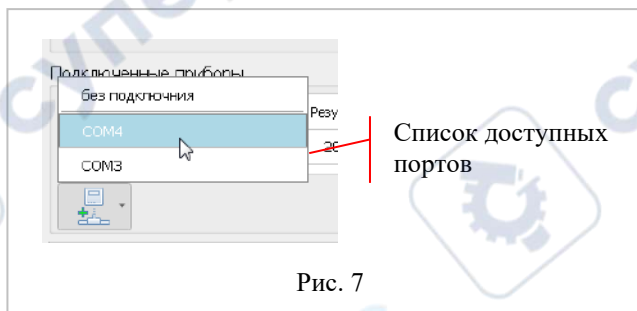 Подключенные приборы
без подключния
Резу
COM4
20
COM3
Список доступных
портов
Рис. 7